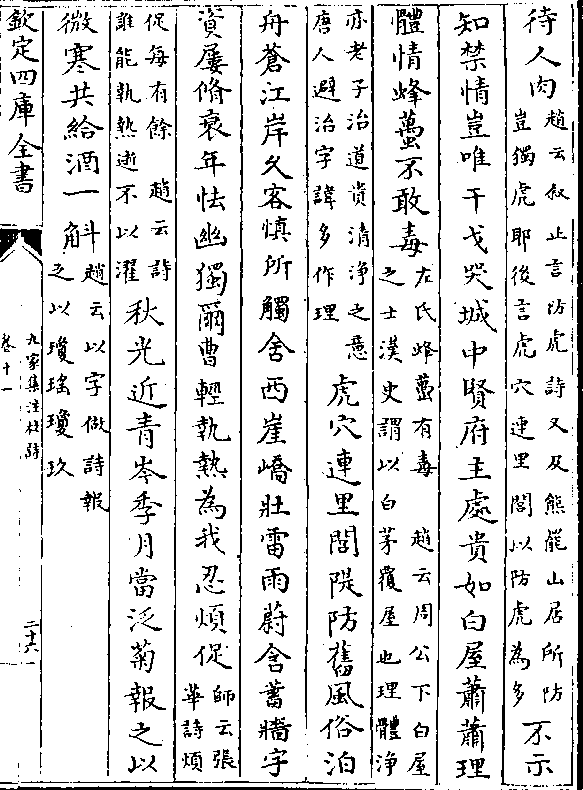 待人肉趙云叙止言防虎詩又及熊羆山居所防
豈獨虎耶後言虎穴連里閭以防虎為多不示
知禁情豈唯干戈哭城中賢府主處貴如白屋蕭蕭理
體情蜂蠆不敢毒左氏蜂蠆有毒 趙云周公下白屋
之士漢史謂以白茅覆屋也理體浄
亦老子治道貴清浄之意
唐人避治字諱多作理虎穴連里閭隄防舊風俗泊
舟蒼江岸久客慎所觸舍西崖嶠壯雷雨蔚含蓄牆宇
資屢脩衰年怯幽獨爾曹輕執熱為我忍煩促師云張
華詩煩
促每有餘 趙云詩
誰能執熱逝不以濯秋光近青岑季月當泛菊報之以
微寒共給酒一斛趙云以字做詩報
之以瓊瑤瓊玖
欽定四庫全書
九家集注杜詩
卷十一
二十六